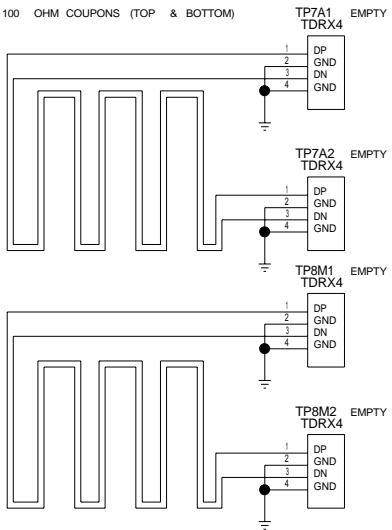 100 OHM COUPONS (TOP & BOTTOM)
TP7A1 EMPTY
TDRX4
1 DP
2 GND
3 DN
4 GND
TP7A2 EMPTY
TDRX4
1 DP
2 GND
3 DN
4 GND
TP8M1 EMPTY
TDRX4
1 DP
2 GND
3 DN
4 GND
TP8M2 EMPTY
TDRX4
1 DP
2 GND
3 DN
4 GND